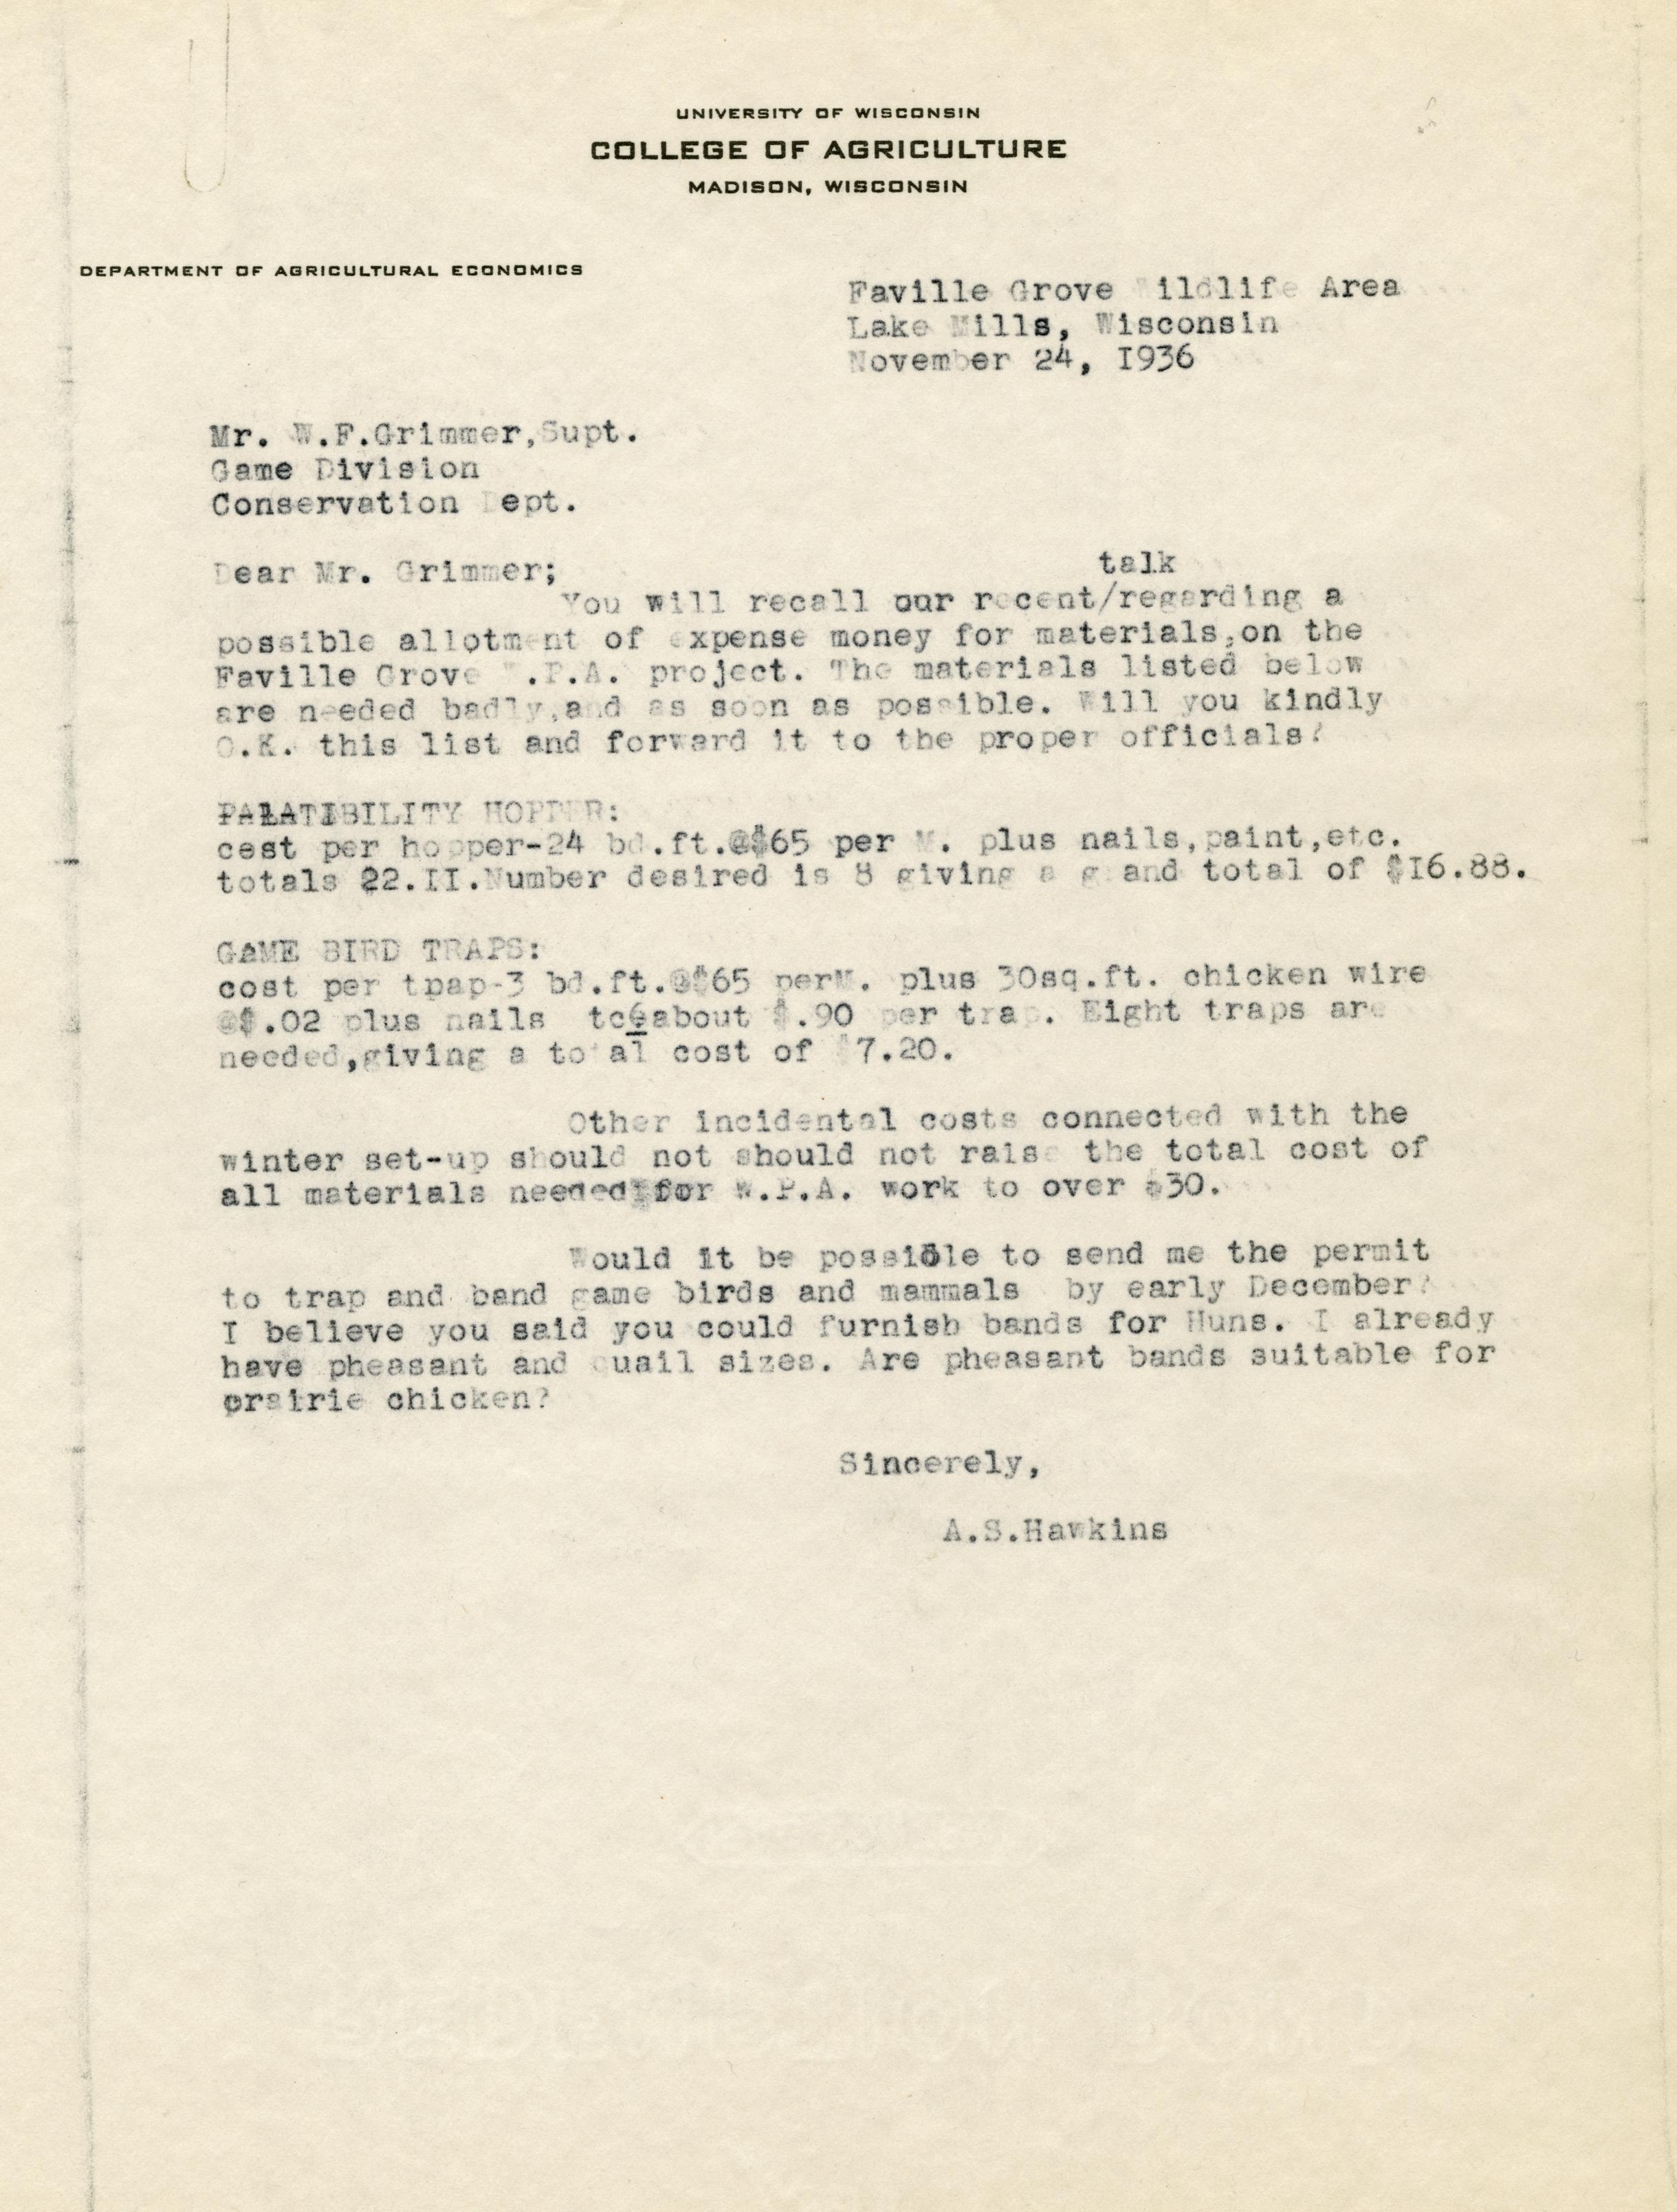 UNIVERSITY OF WISCONSIN
COLLEGE OF AGRICULTURE
MADISON, WISCONSIN
DEPARTMENT OF AGRICULTURAL ECONOMICS
Faville Grove Wildlife Area
Lake Mills, Wisconsin
November 24, I936
Mr. W.F.Grimmer,Supt.
Game Division
Conservation Dept.
Dear Mr. Grimmer;
talk
You will recall our recent/regarding a
possible allotment of expense money for materials,on the
Faville Grove W.P.A. project. The materials listed below
are needed badly,and as soon as possible. Will you kindly
O.K. this list and forward it to the proper officials?
PALATIBILITY HOPPER:
cest per hopper-24 bd.ft.@$65 per M. plus nails,paint,etc.
totals $2.II.Number desired is 8 giving a grand total of $I6.88.
GAME BIRD TRAPS:
cost per tpap-3 bd.ft.@$65 perM. plus 30sq.ft. chicken wire
@$.02 plus nails about $.90 per trap. Eight traps are
needed,giving a total cost of $7.20.
Other incidental costs connected with the
winter set-up should not should not raise the total cost of
all materials needed for W.P.A. work to over $30.
Would it be possible to send me the permit
to trap and band game birds and mammals by early December?
I believe you said you could furnish bands for Huns. I already
have pheasant and quail sizes. Are pheasant bands suitable for
prairie chicken?
Sincerely,
A.S.Hawkins